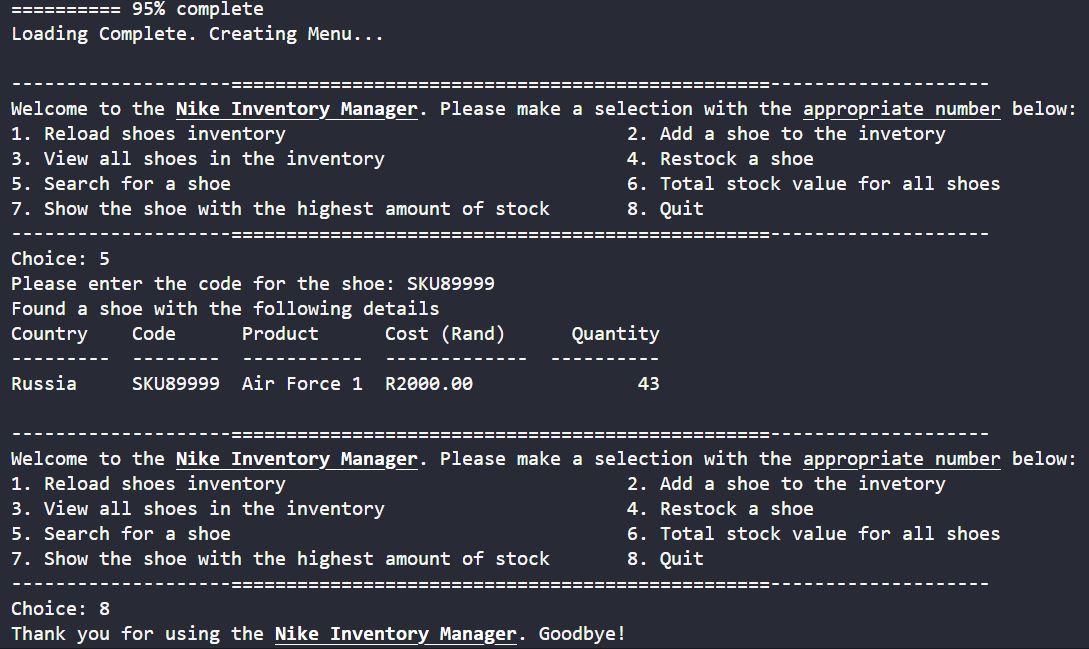 ========== 95% complete
Loading Complete. Creating Menu...
--------------------=================================================--------------------
Welcome to the Nike Inventory Manager. Please make a selection with the appropriate number below:
1. Reload shoes inventory                               2. Add a shoe to the invetory
3. View all shoes in the inventory                      4. Restock a shoe
5. Search for a shoe                                    6. Total stock value for all shoes
7. Show the shoe with the highest amount of stock       8. Quit
--------------------=================================================--------------------
Choice: 5
Please enter the code for the shoe: SKU89999
Found a shoe with the following details
Country    Code      Product      Cost (Rand)      Quantity
---------  --------  -----------  -------------  ----------
Russia     SKU89999  Air Force 1  R2000.00               43
--------------------=================================================--------------------
Welcome to the Nike Inventory Manager. Please make a selection with the appropriate number below:
1. Reload shoes inventory                               2. Add a shoe to the invetory
3. View all shoes in the inventory                      4. Restock a shoe
5. Search for a shoe                                    6. Total stock value for all shoes
7. Show the shoe with the highest amount of stock       8. Quit
--------------------=================================================--------------------
Choice: 8
Thank you for using the Nike Inventory Manager. Goodbye!